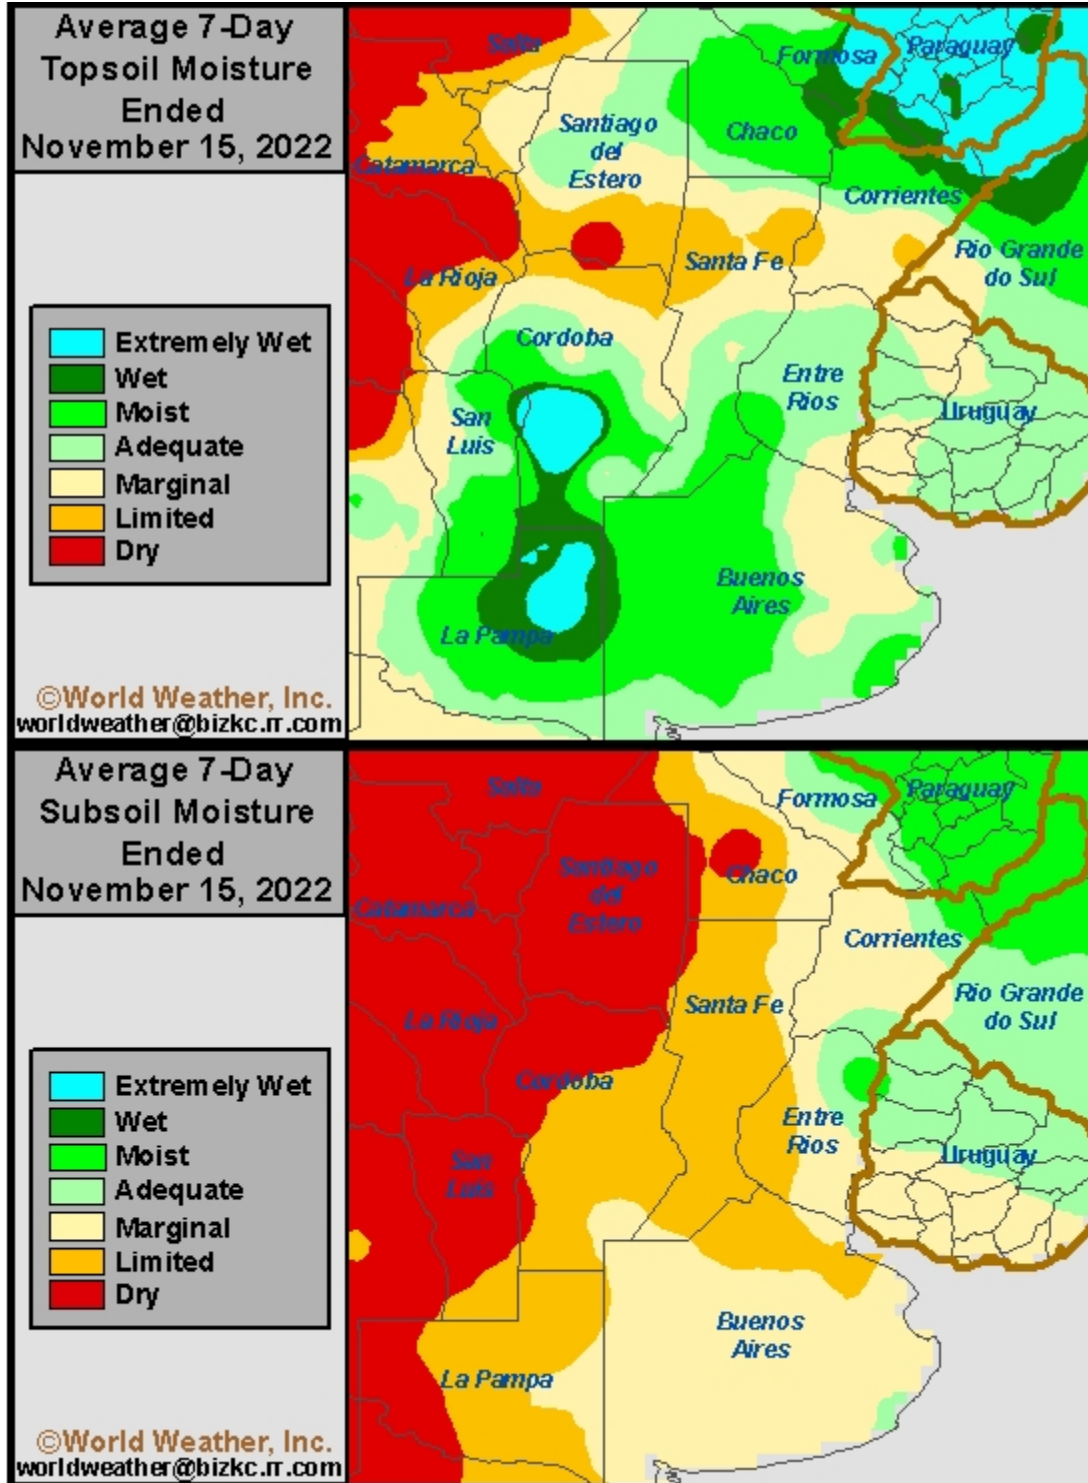 Average 7-Day
Topsoil Moisture
Ended
November 15, 2022
Extremely Wet
Wet
Moist
Adequate
Marginal
Limited
Dry
©World Weather, Inc.
worldweather@bizkc.rr.com
Salta
Formosa
Paraguay
Santiago
del
Estero
Chaco
Catamarca
Corrientes
La Rioja
Santa Fe
Rio Grande
do Sul
Cordoba
Entre
Rios
San
Luis
Uruguay
Buenos
Aires
La Pampa
Average 7-Day
Subsoil Moisture
Ended
November 15, 2022
Extremely Wet
Wet
Moist
Adequate
Marginal
Limited
Dry
©World Weather, Inc.
worldweather@bizkc.rr.com
Salta
Formosa
Paraguay
Santiago
del
Estero
Chaco
Catamarca
Corrientes
La Rioja
Santa Fe
Rio Grande
do Sul
Cordoba
Entre
Rios
San
Luis
Uruguay
Buenos
Aires
La Pampa